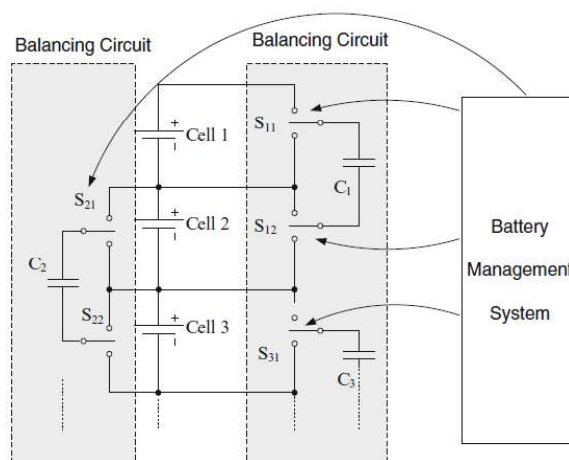 Balancing Circuit
Balancing Circuit
+
Cell 1
S11
C1
S21
+
Cell 2
S12
C2
S22
+
Cell 3
S31
C3
Battery
Management
System